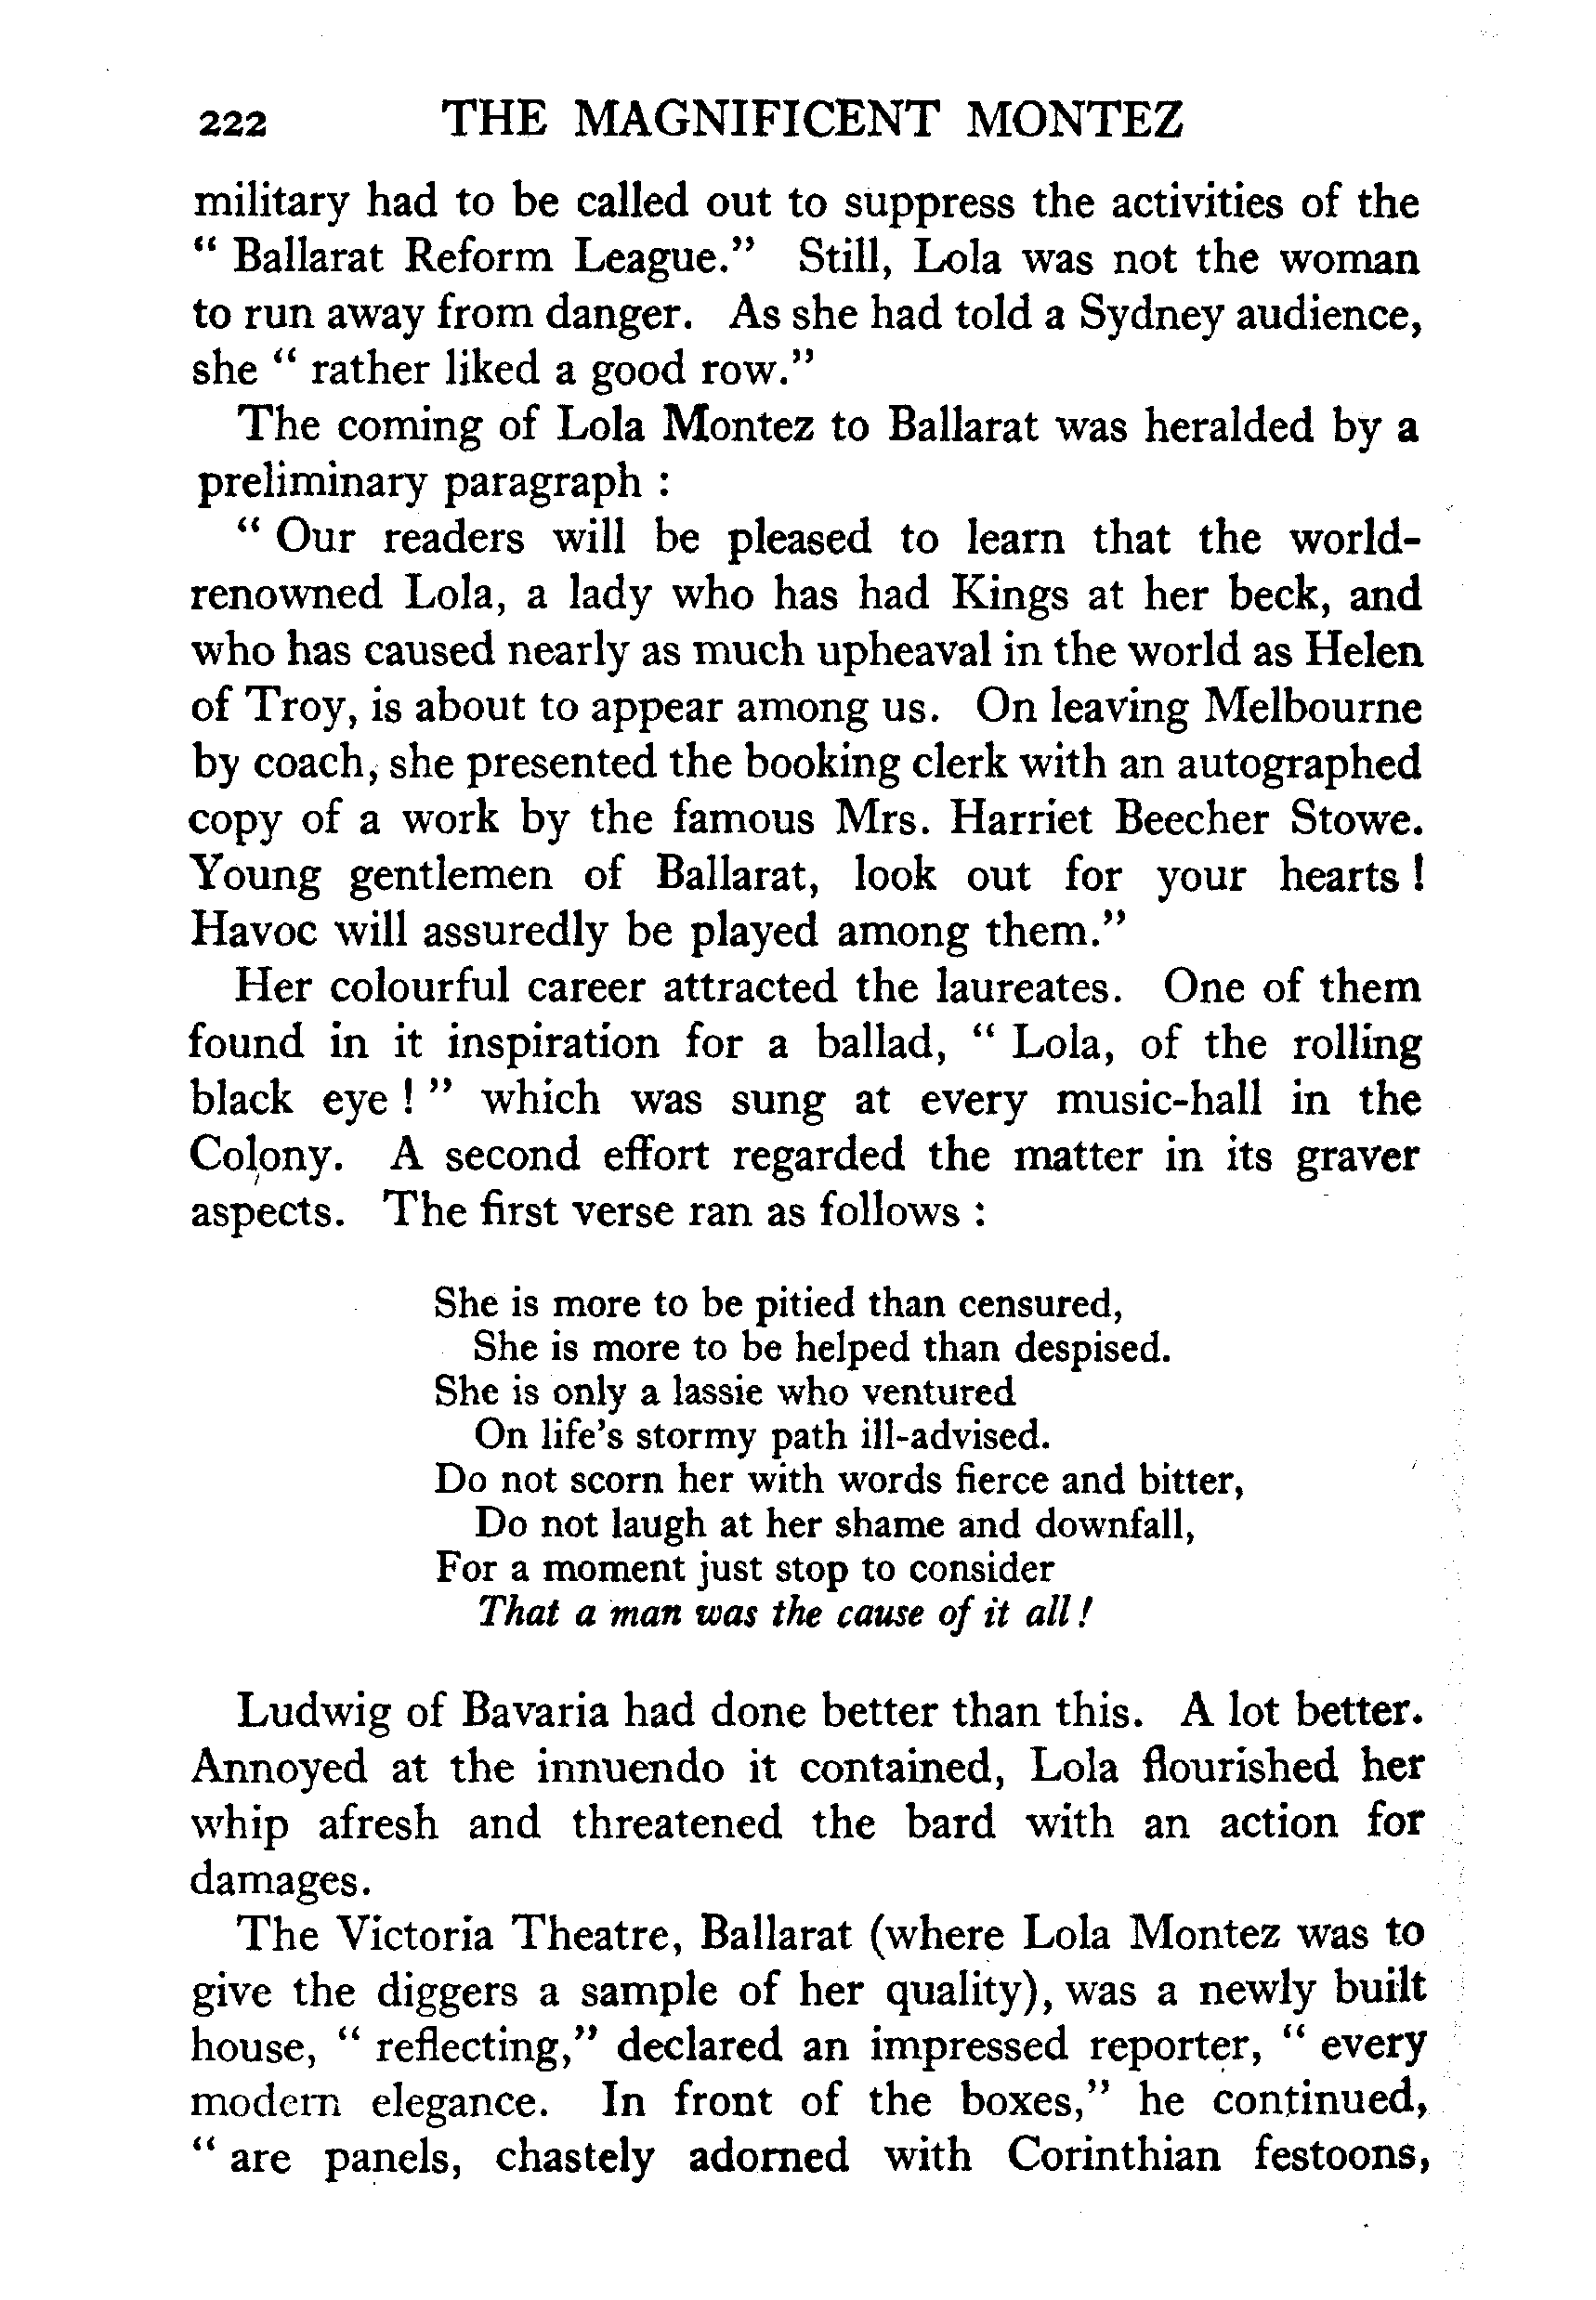 222 THE MAGNIFICENT MONTEZ
military had to be called out to suppress the activities of the
“ Ballarat Reform League.” Still, Lola was not the woman
to run away from danger. As she had told a Sydney audience,
she “ rather liked a good row.”
The coming of Lola Montez to Ballarat was heralded by a
preliminary paragraph :
“ Our readers will be pleased to learn that the world-
renowned Lola, a lady who has had Kings at her beck, and
who has caused nearly as much upheaval in the world as Helen
of Troy, is about to appear among us. On leaving Melbourne
by coach, she presented the booking clerk with an autographed
copy of a work by the famous Mrs. Harriet Beecher Stowe.
Young gentlemen of Ballarat, look out for your hearts !
Havoc will assuredly be played among them.”
Her colourful career attracted the laureates. One of them
found in it inspiration for a ballad, “ Lola, of the rolling
black eye ! ” which was sung at every music-hall in the
Colony. A second effort regarded the matter in its graver
aspects. The first verse ran as follows :
She is more to be pitied than censured,
She is more to be helped than despised.
She is only a lassie who ventured
On life’s stormy path ill-advised.
Do not scorn her with words fierce and bitter,
Do not laugh at her shame and downfall,
For a moment just stop to consider
That a man was the cause of it all !
Ludwig of Bavaria had done better than this. A lot better.
Annoyed at the innuendo it contained, Lola flourished her
whip afresh and threatened the bard with an action for
damages.
The Victoria Theatre, Ballarat (where Lola Montez was to
give the diggers a sample of her quality), was a newly built
house, “ reflecting,” declared an impressed reporter, “ every
modern elegance. In front of the boxes,” he continued,
“ are panels, chastely adorned with Corinthian festoons,